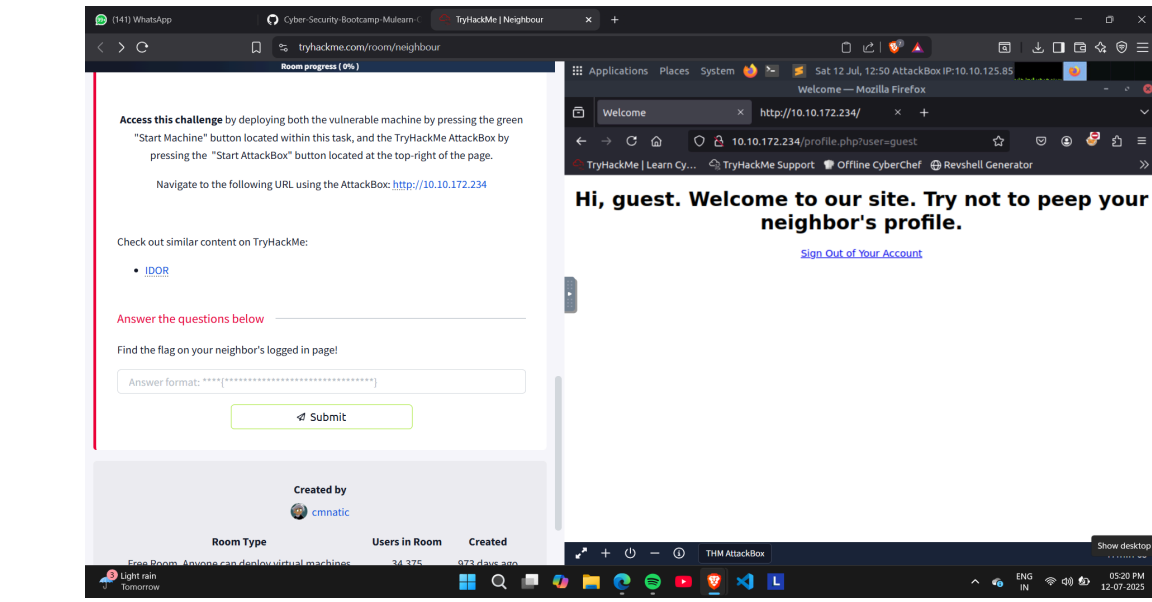 (141) WhatsApp
Cyber-Security-Bootcamp-Mulearn-
TryHackMe | Neighbour
tryhackme.com/room/neighbour
Room progress ( 0% )
Access this challenge by deploying both the vulnerable machine by pressing the green
"Start Machine" button located within this task, and the TryHackMe AttackBox by
pressing the "Start AttackBox" button located at the top-right of the page.
Navigate to the following URL using the AttackBox: http://10.10.172.234
Check out similar content on TryHackMe:
IDOR
Answer the questions below
Find the flag on your neighbor's logged in page!
Answer format: ****{********************************}
Submit
Created by
cmnatic
Room Type
Users in Room
Created
Free Room. Anyone can deploy virtual machines
34,375
973 days ago
Applications Places System
Sat 12 Jul, 12:50 AttackBox IP:10.10.125.85
Welcome — Mozilla Firefox
Welcome
http://10.10.172.234/
10.10.172.234/profile.php?user=guest
TryHackMe | Learn Cy...
TryHackMe Support
Offline CyberChef
Revshell Generator
Hi, guest. Welcome to our site. Try not to peep your
neighbor's profile.
Sign Out of Your Account
THM AttackBox
Show desktop
3
Light rain
Tomorrow
ENG
IN
05:20 PM
12-07-2025